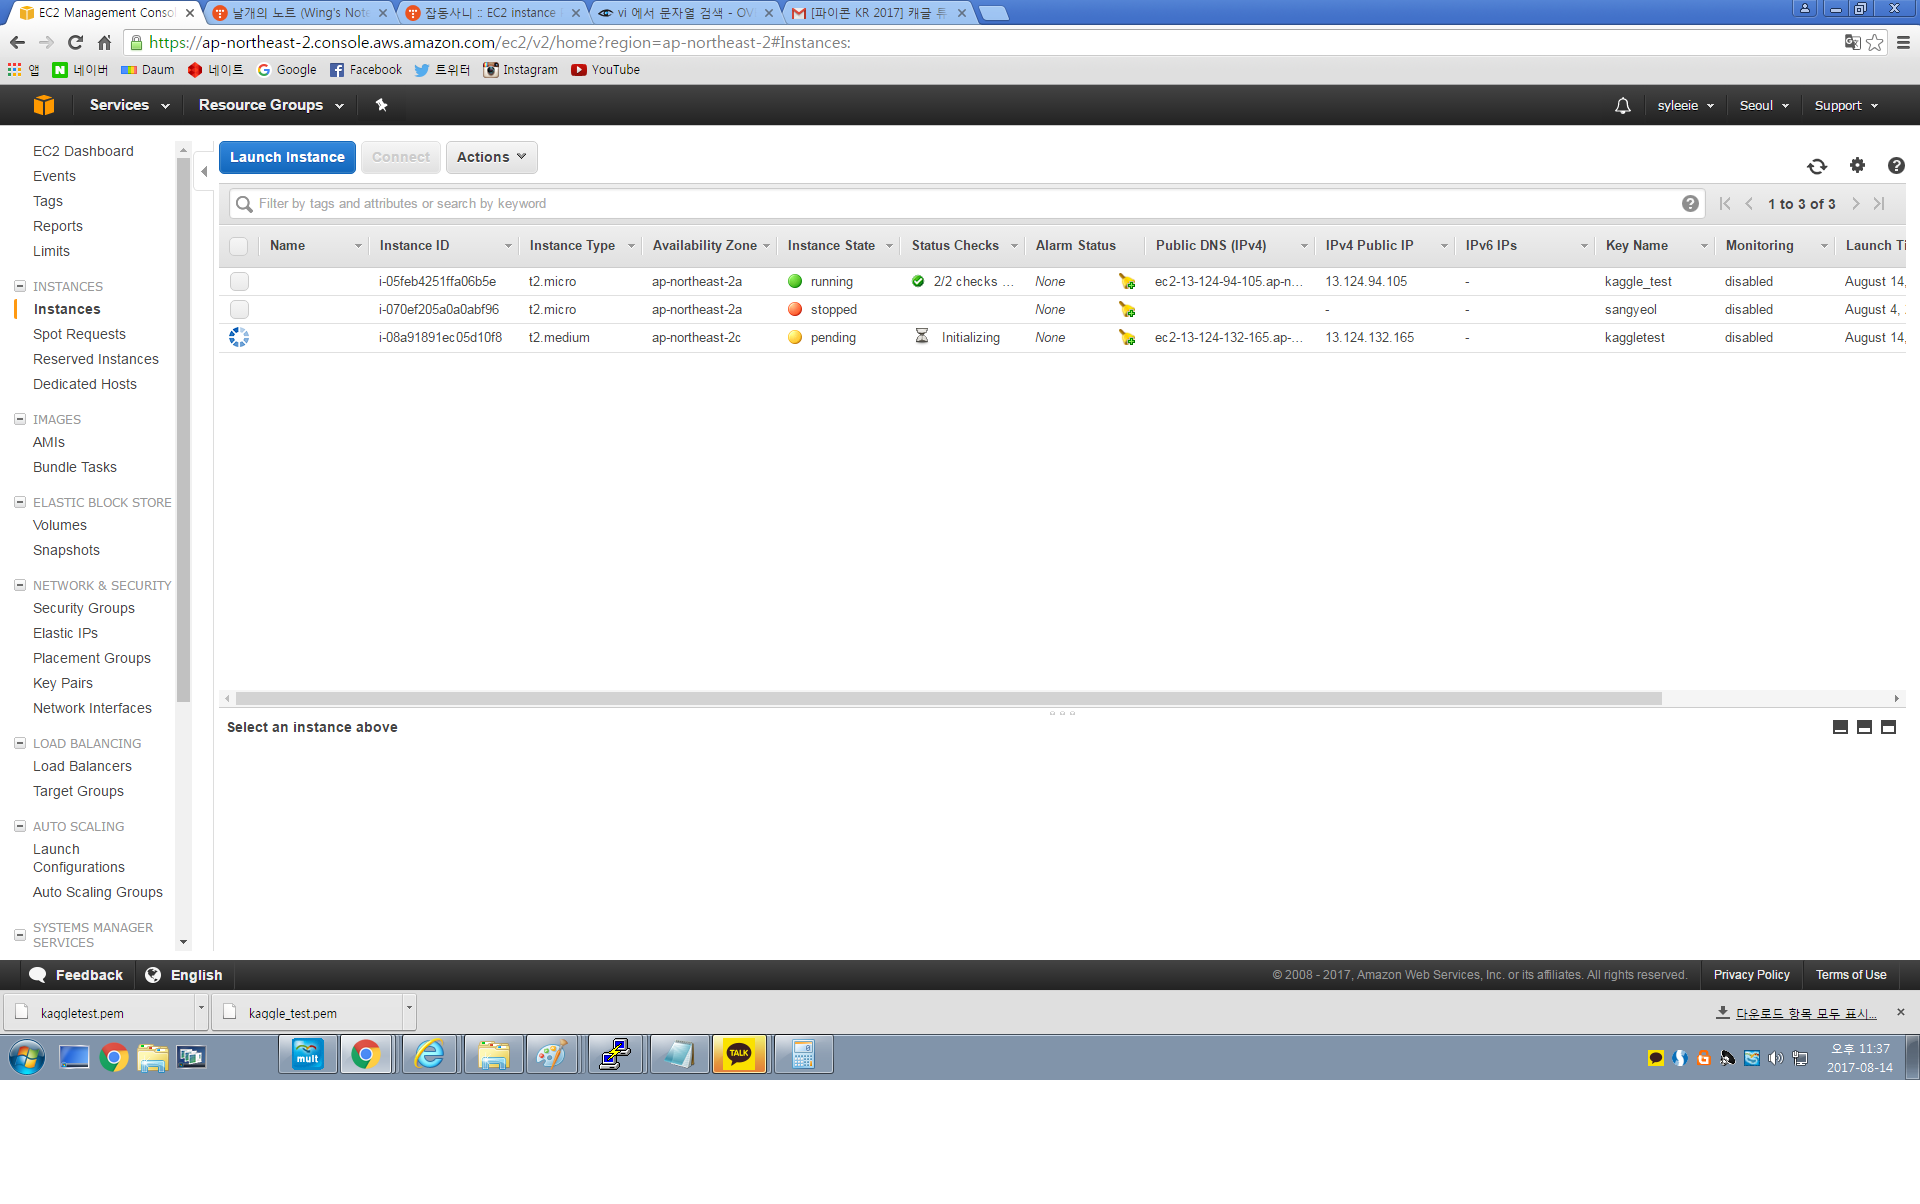 EC2 Management Consol
날개의 노트 (Wing's Note
잡동사니 :: EC2 instance
vi 에서 문자열 검색 - OV
[파이콘 KR 2017] 캐글 튜
https://ap-northeast-2.console.aws.amazon.com/ec2/v2/home?region=ap-northeast-2#Instances:
앱 네이버 Daum 네이트 Google Facebook 트위터 Instagram YouTube
Services Resource Groups syleeie Seoul Support
EC2 Dashboard
Events
Tags
Reports
Limits
INSTANCES
Instances
Spot Requests
Reserved Instances
Dedicated Hosts
IMAGES
AMIs
Bundle Tasks
ELASTIC BLOCK STORE
Volumes
Snapshots
NETWORK & SECURITY
Security Groups
Elastic IPs
Placement Groups
Key Pairs
Network Interfaces
LOAD BALANCING
Load Balancers
Target Groups
AUTO SCALING
Launch
Configurations
Auto Scaling Groups
SYSTEMS MANAGER
SERVICES
Launch Instance Connect Actions
Filter by tags and attributes or search by keyword 1 to 3 of 3
Name Instance ID Instance Type Availability Zone Instance State Status Checks Alarm Status Public DNS (IPv4) IPv4 Public IP IPv6 IPs Key Name Monitoring Launch Ti
i-05feb4251ffa06b5e t2.micro ap-northeast-2a running 2/2 checks ... None ec2-13-124-94-105.ap-n... 13.124.94.105 - kaggle_test disabled August 14,
i-070ef205a0a0abf96 t2.micro ap-northeast-2a stopped None - - sangyeol disabled August 4,
i-08a91891ec05d10f8 t2.medium ap-northeast-2c pending Initializing None ec2-13-124-132-165.ap-... 13.124.132.165 - kaggletest disabled August 14,
Select an instance above
Feedback English © 2008 - 2017, Amazon Web Services, Inc. or its affiliates. All rights reserved. Privacy Policy Terms of Use
kaggletest.pem kaggle_test.pem 다운로드 항목 모두 표시...
mult
TALK
오후 11:37
2017-08-14